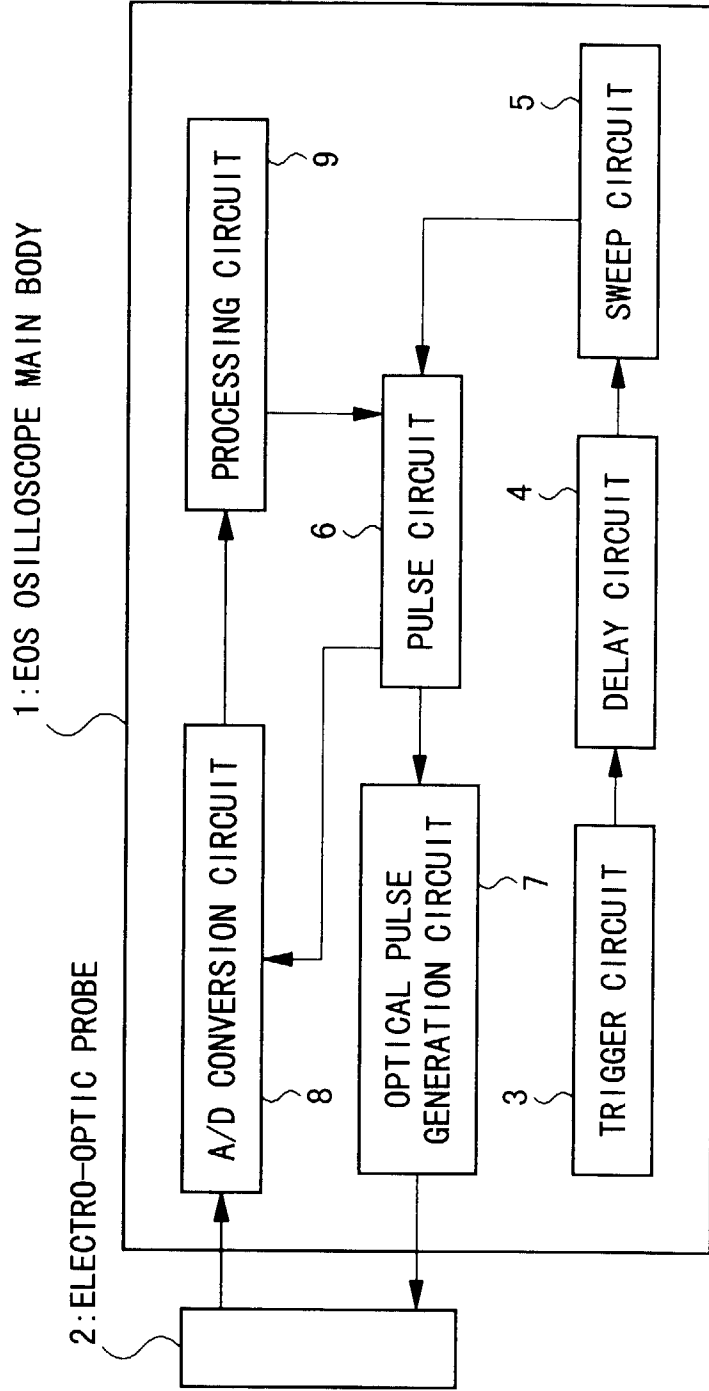 1:EOS OSILLOSCOPE MAIN BODY
2:ELECTRO-OPTIC PROBE
A/D CONVERSION CIRCUIT
8
PROCESSING CIRCUIT
9
6
PULSE CIRCUIT
OPTICAL PULSE
GENERATION CIRCUIT
7
3
TRIGGER CIRCUIT
4
DELAY CIRCUIT
5
SWEEP CIRCUIT